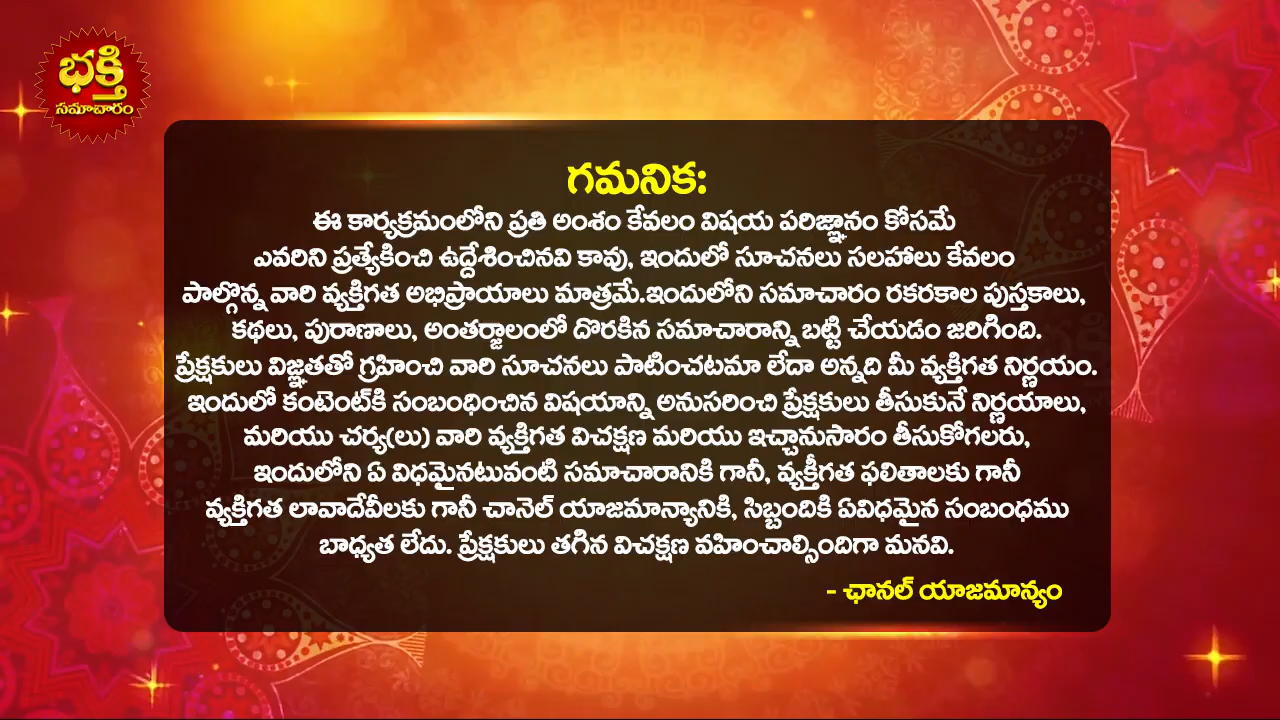 భక్తి
సమాచారం
గమనిక:
ఈ కార్యక్రమంలోని ప్రతి అంశం కేవలం విషయ పరిజ్ఞానం కోసమే
ఎవరిని ప్రత్యేకించి ఉద్దేశించినవి కావు, ఇందులో సూచనలు సలహాలు కేవలం
పాల్గొన్న వారి వ్యక్తిగత అభిప్రాయాలు మాత్రమే.ఇందులోని సమాచారం రకరకాల పుస్తకాలు,
కథలు, పురాణాలు, అంతర్జాలంలో దొరకిన సమాచారాన్ని బట్టి చేయడం జరిగింది.
ప్రేక్షకులు విజ్ఞతతో గ్రహించి వారి సూచనలు పాటించటమా లేదా అన్నది మీ వ్యక్తిగత నిర్ణయం.
ఇందులో కంటెంట్‌కి సంబంధించిన విషయాన్ని అనుసరించి ప్రేక్షకులు తీసుకునే నిర్ణయాలు,
మరియు చర్య(లు) వారి వ్యక్తిగత విచక్షణ మరియు ఇచ్ఛానుసారం తీసుకోగలరు,
ఇందులోని ఏ విధమైనటువంటి సమాచారానికి గానీ, వ్యక్తీగత ఫలితాలకు గానీ
వ్యక్తిగత లావాదేవీలకు గానీ చానెల్ యాజమాన్యానికి, సిబ్బందికి ఏవిధమైన సంబంధము
బాధ్యత లేదు. ప్రేక్షకులు తగిన విచక్షణ వహించాల్సిందిగా మనవి.
- ఛానల్ యాజమాన్యం